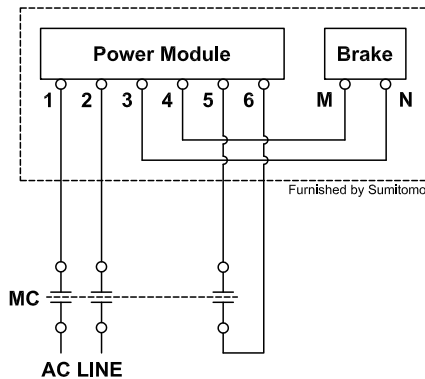 Power Module
Brake
1 2 3 4 5 6 M N
Furnished by Sumitomo
MC
AC LINE